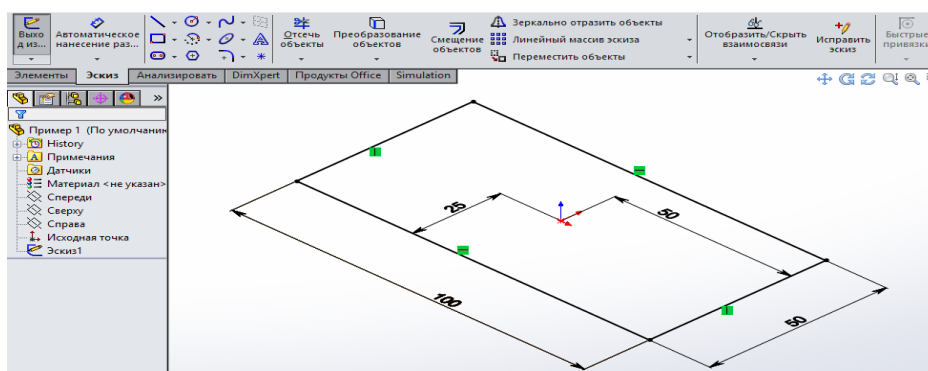 Выхо
д из...
Автоматическое
нанесение раз...
Отсечь
объекты
Преобразование
объектов
Смещение
объектов
Зеркально отразить объекты
Линейный массив эскиза
Переместить объекты
Отобразить/Скрыть
взаимосвязи
Исправить
эскиз
Быстрые
привязки
Элементы
Эскиз
Анализировать
DimXpert
Продукты Office
Simulation
Пример 1 (По умолчани
History
Примечания
Датчики
Материал <не указан>
Спереди
Сверху
Справа
Исходная точка
Эскиз1
25
50
100
50